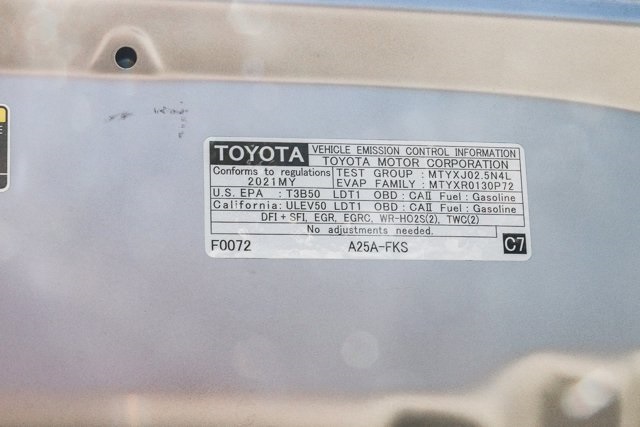 TOYOTA VEHICLE EMISSION CONTROL INFORMATION
TOYOTA MOTOR CORPORATION
Conforms to regulations TEST GROUP : MTYXJ02.5N4L
2021MY EVAP FAMILY : MTYXR0130P72
U.S. EPA : T3B50 LDT1 OBD : CAII Fuel : Gasoline
California: ULEV50 LDT1 OBD : CAII Fuel : Gasoline
DFI + SFI, EGR, EGRC, WR-HO2S(2), TWC(2)
No adjustments needed.
F0072 A25A-FKS C7